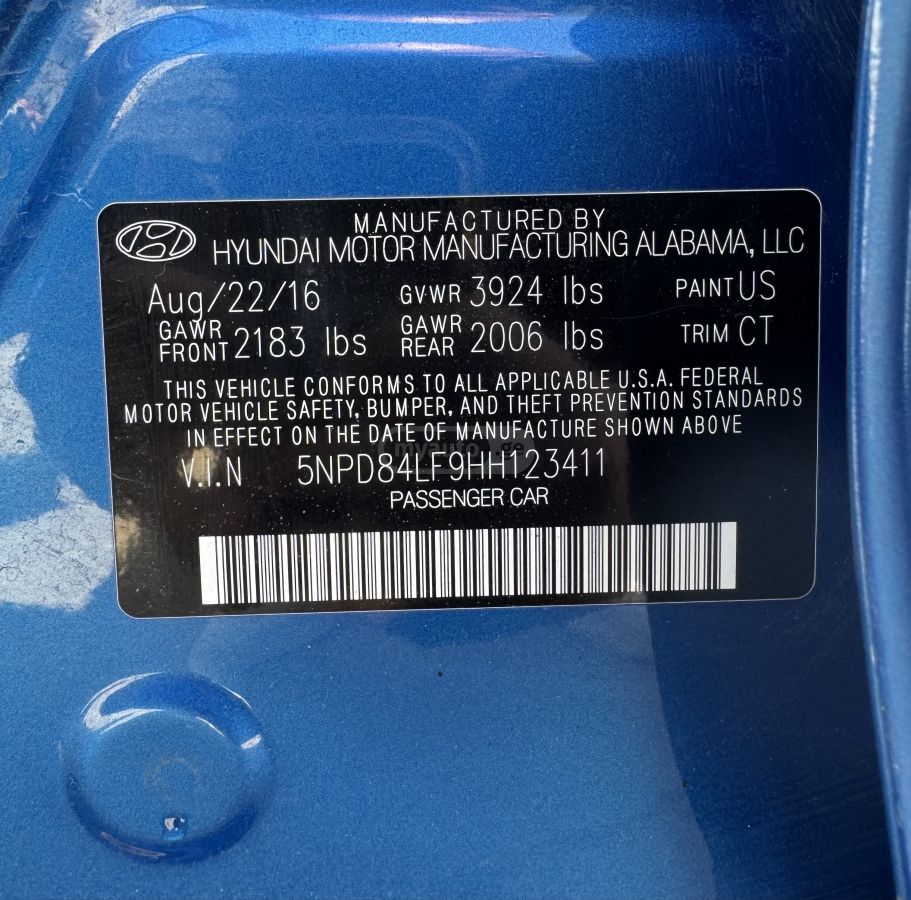 MANUFACTURED BY
HYUNDAI MOTOR MANUFACTURING ALABAMA, LLC
Aug/22/16 GVWR 3924 lbs PAINT US
GAWR FRONT 2183 lbs GAWR REAR 2006 lbs TRIM CT
THIS VEHICLE CONFORMS TO ALL APPLICABLE U.S.A. FEDERAL
MOTOR VEHICLE SAFETY, BUMPER, AND THEFT PREVENTION STANDARDS
IN EFFECT ON THE DATE OF MANUFACTURE SHOWN ABOVE
myauto.ge
V.I.N 5NPD84LF9HH123411
PASSENGER CAR